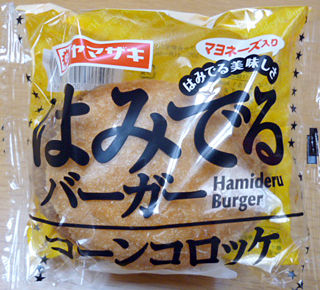 ヤマザキ
マヨネーズ入り
はみでる美味しさ
はみでる
バーガー
Hamideru
Burger
コーンコロッケ